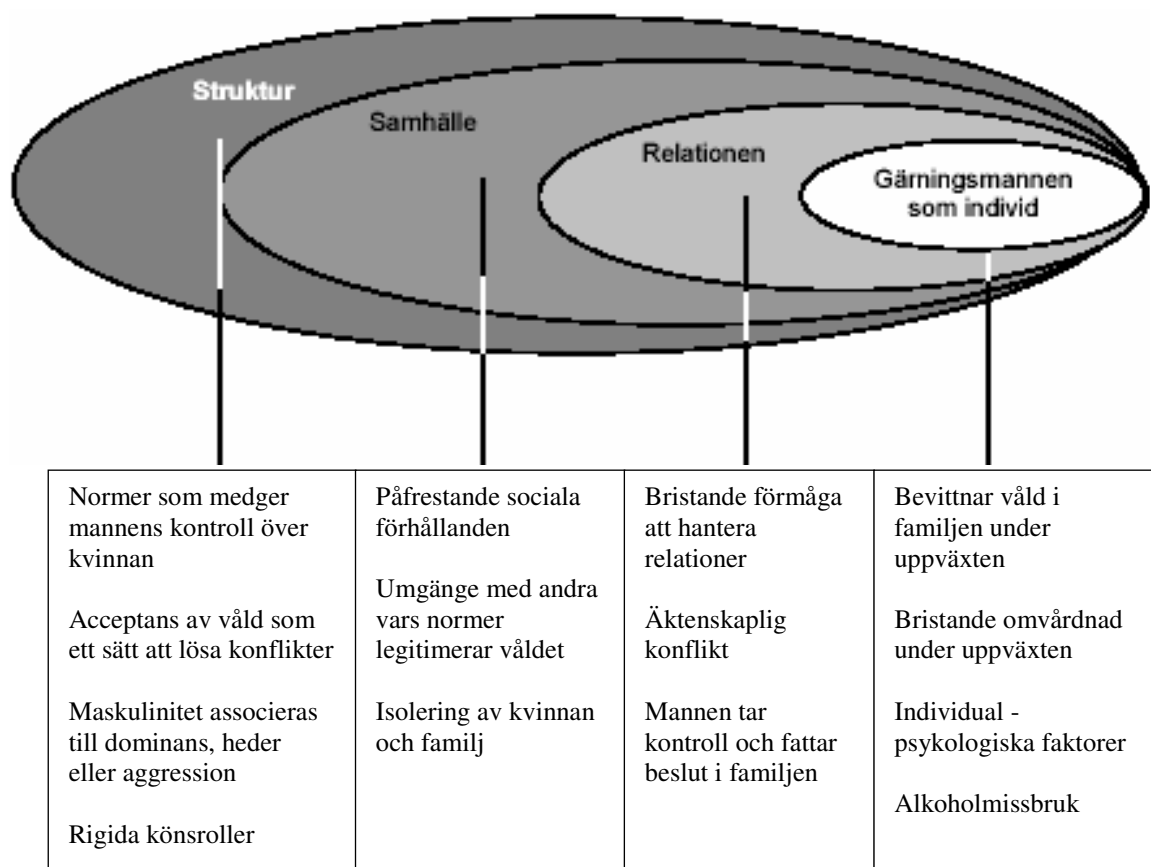 Struktur
Samhälle
Relationen
Gärningsmannen
som individ
Normer som medger
mannens kontroll över
kvinnan
Acceptans av våld som
ett sätt att lösa konflikter
Maskulinitet associeras
till dominans, heder
eller aggression
Rigida könsroller
Påfrestande sociala
förhållanden
Umgänge med andra
vars normer
legitimerar våldet
Isolering av kvinnan
och familj
Bristande förmåga
att hantera
relationer
Äktenskaplig
konflikt
Mannen tar
kontroll och fattar
beslut i familjen
Bevittnar våld i
familjen under
uppväxten
Bristande omvårdnad
under uppväxten
Individual -
psykologiska faktorer
Alkoholmissbruk